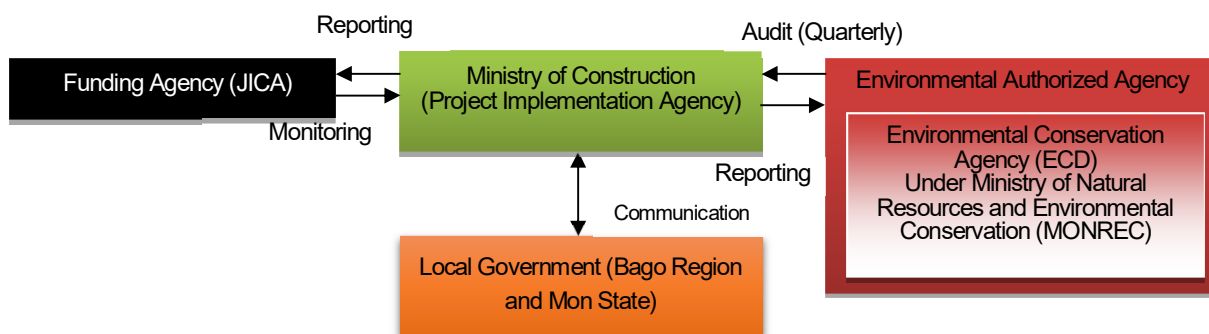 Reporting
Audit (Quarterly)
Funding Agency (JICA)
Ministry of Construction
(Project Implementation Agency)
Environmental Authorized Agency
Monitoring
Environmental Conservation
Agency (ECD)
Under Ministry of Natural
Resources and Environmental
Conservation (MONREC)
Reporting
Communication
Local Government (Bago Region
and Mon State)